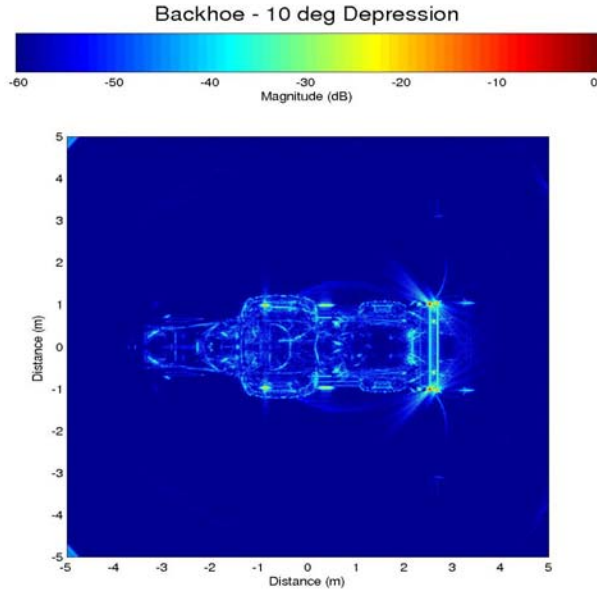 Backhoe - 10 deg Depression
-60 -50 -40 -30 -20 -10 0
Magnitude (dB)
5
4
3
2
1
0
-1
-2
-3
-4
-5
Distance (m)
-5 -4 -3 -2 -1 0 1 2 3 4 5
Distance (m)